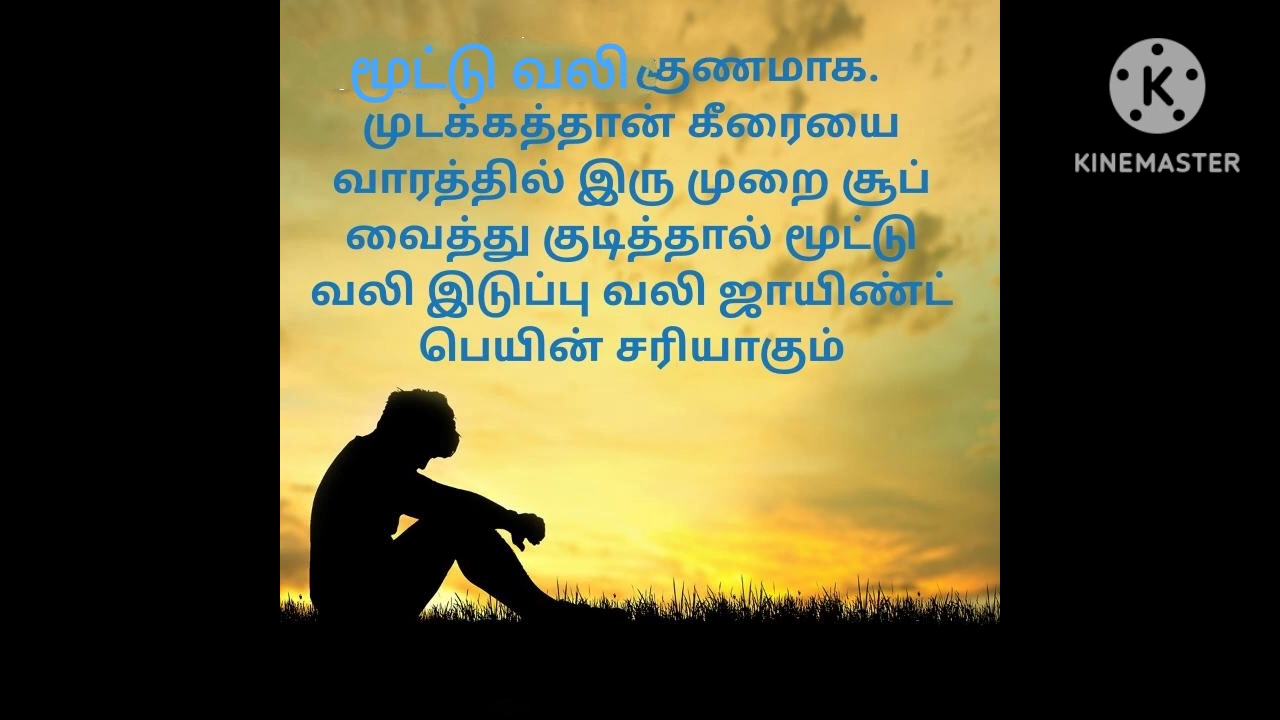 மூட்டு வலி குணமாக.
முடக்கத்தான் கீரையை
வாரத்தில் இரு முறை சூப்
வைத்து குடித்தால் மூட்டு
வலி இடுப்பு வலி ஜாயிண்ட்
பெயின் சரியாகும்
K
KINEMASTER